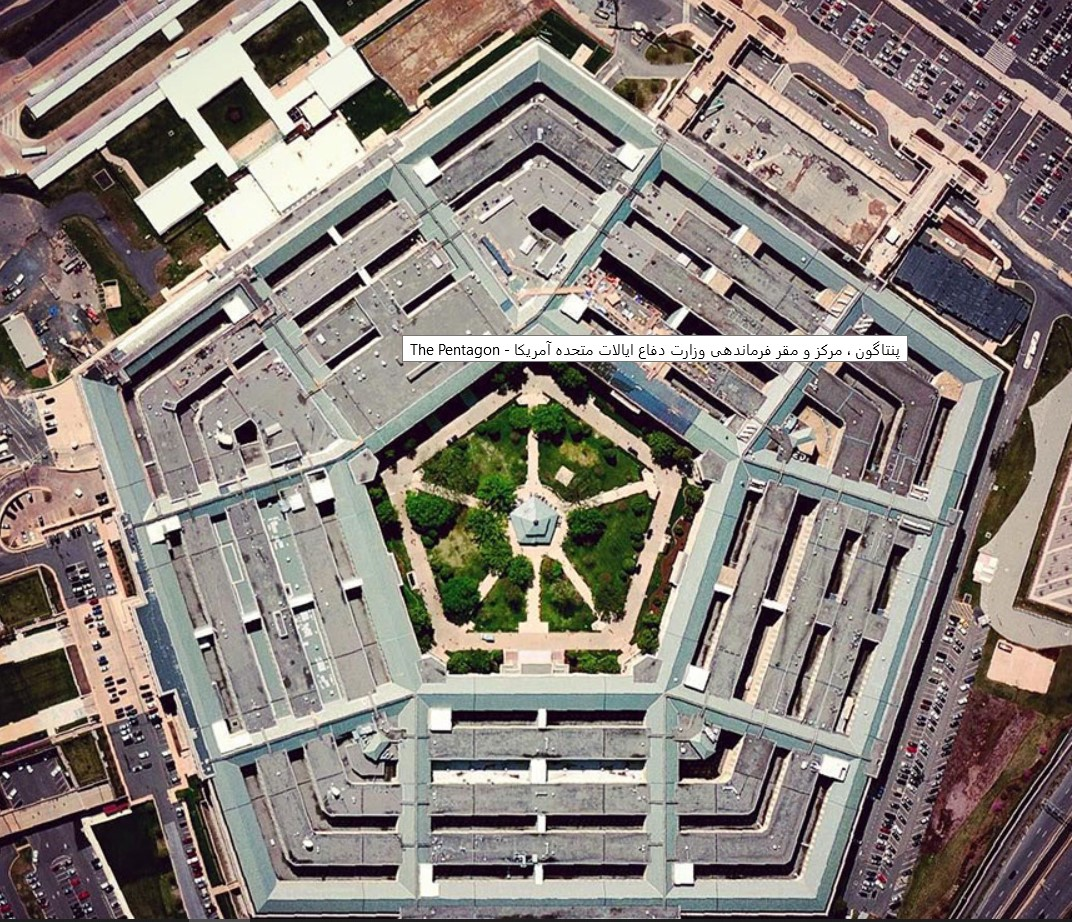 پنتاگون ، مرکز و مقر فرماندهی وزارت دفاع ایالات متحده آمریکا - The Pentagon